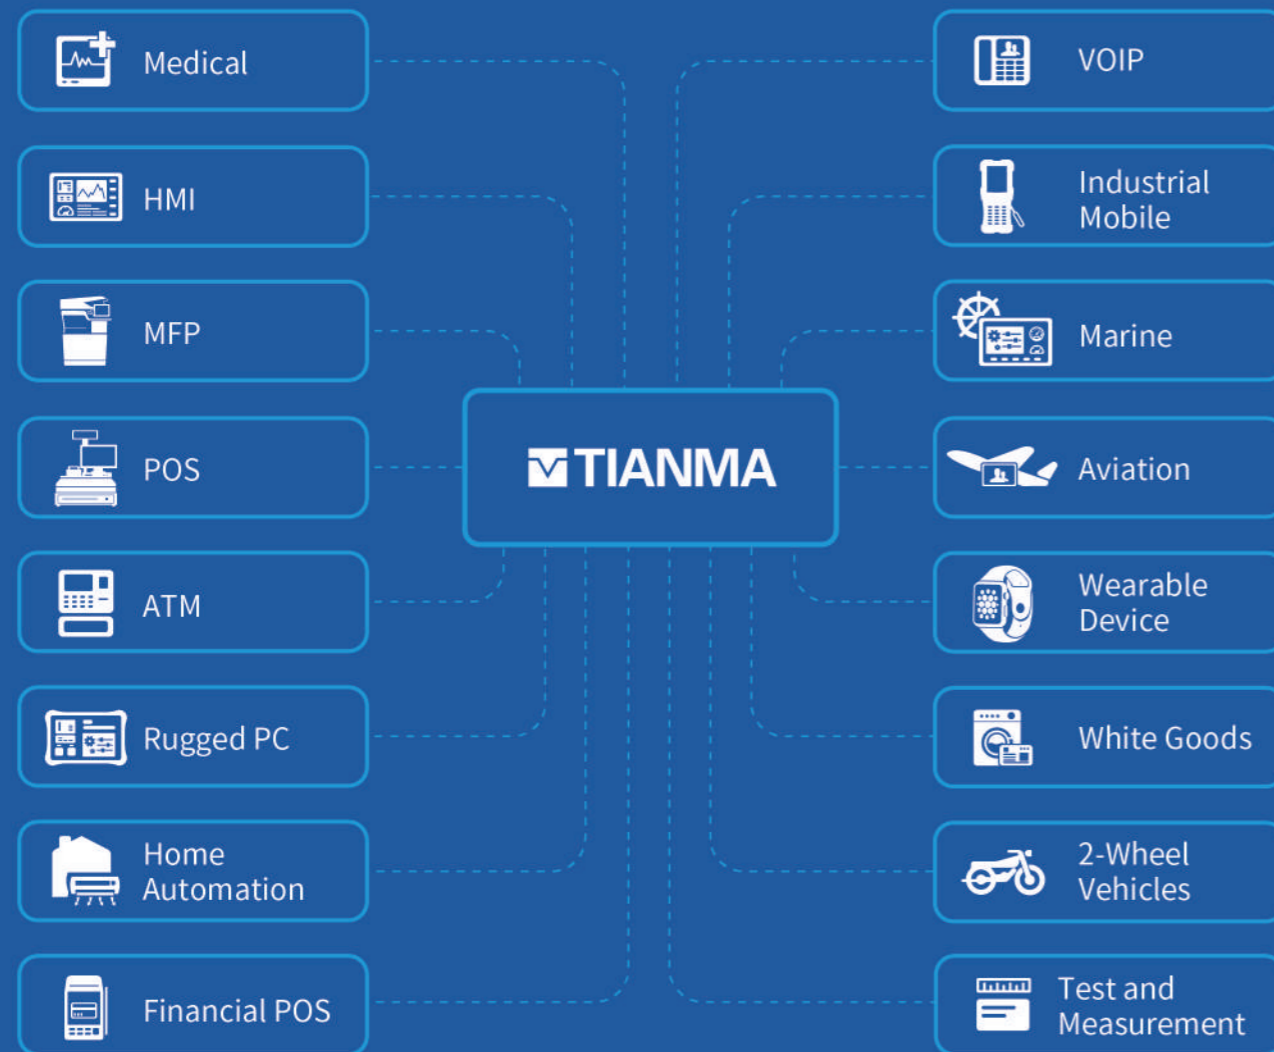 Medical
HMI
MFP
POS
ATM
Rugged PC
Home
Automation
Financial POS
TIANMA
VOIP
Industrial
Mobile
Marine
Aviation
Wearable
Device
White Goods
2-Wheel
Vehicles
Test and
Measurement